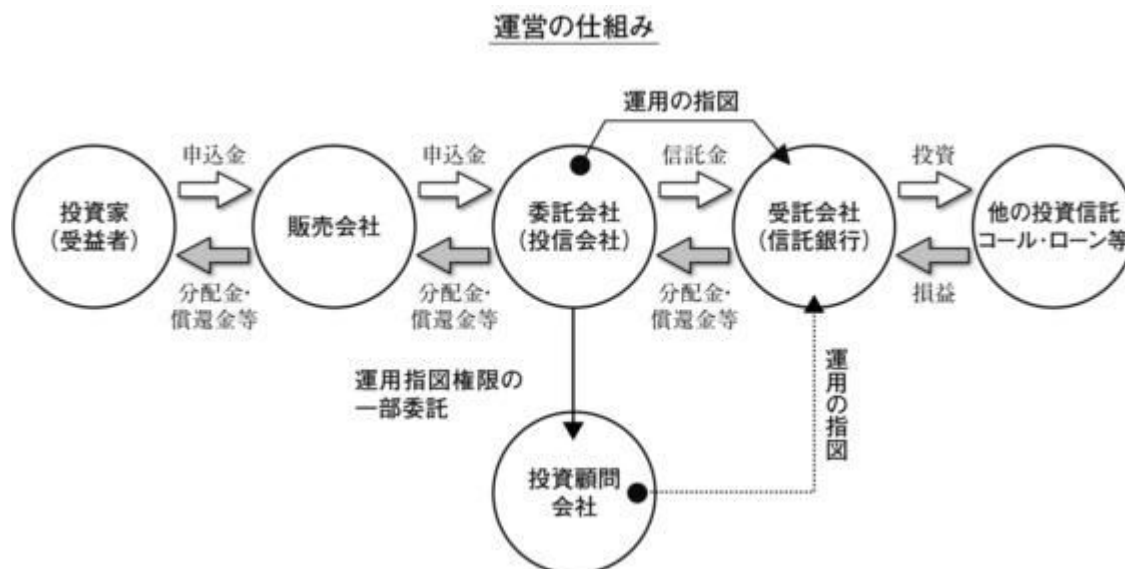 運営の仕組み
運用の指図
申込金
申込金
信託金
投資
投資家
(受益者)
販売会社
委託会社
(投信会社)
受託会社
(信託銀行)
他の投資信託
コール・ローン等
分配金・
償還金等
分配金・
償還金等
分配金・
償還金等
損益
運用指図権限の
一部委託
運用の指図
投資顧問
会社